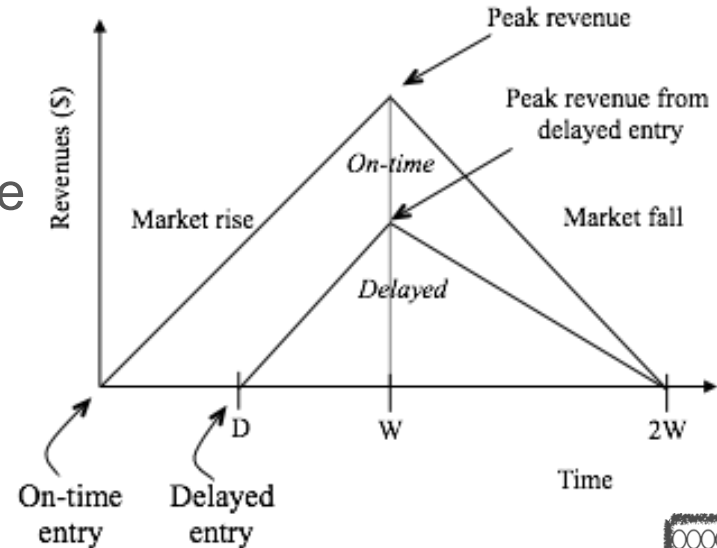 Peak revenue
Peak revenue from
delayed entry
Revenues ($)
On-time
e
Market rise
Market fall
Delayed
D
W
2W
Time
On-time
entry
Delayed
entry